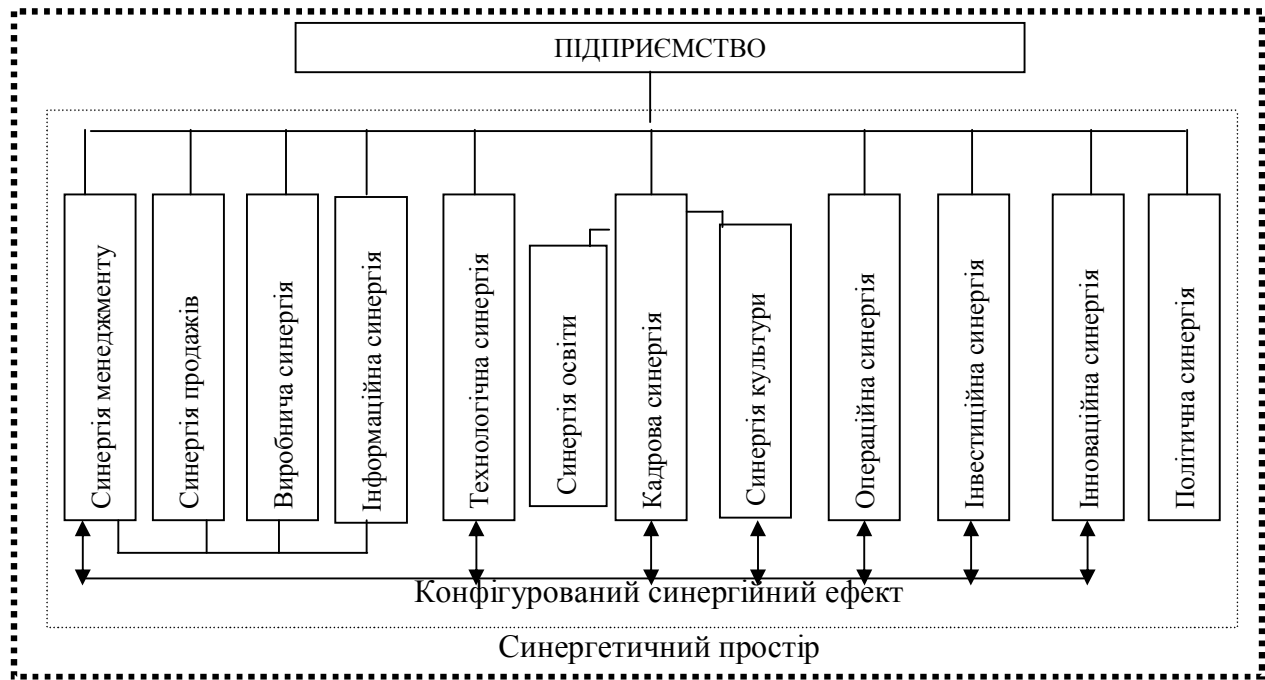 ПІДПРИЄМСТВО
Синергія менеджменту
Синергія продажів
Виробнича синергія
Інформаційна синергія
Технологічна синергія
Синергія освіти
Кадрова синергія
Синергія культури
Операційна синергія
Інвестиційна синергія
Інноваційна синергія
Політична синергія
Конфігурований синергійний ефект
Синергетичний простір